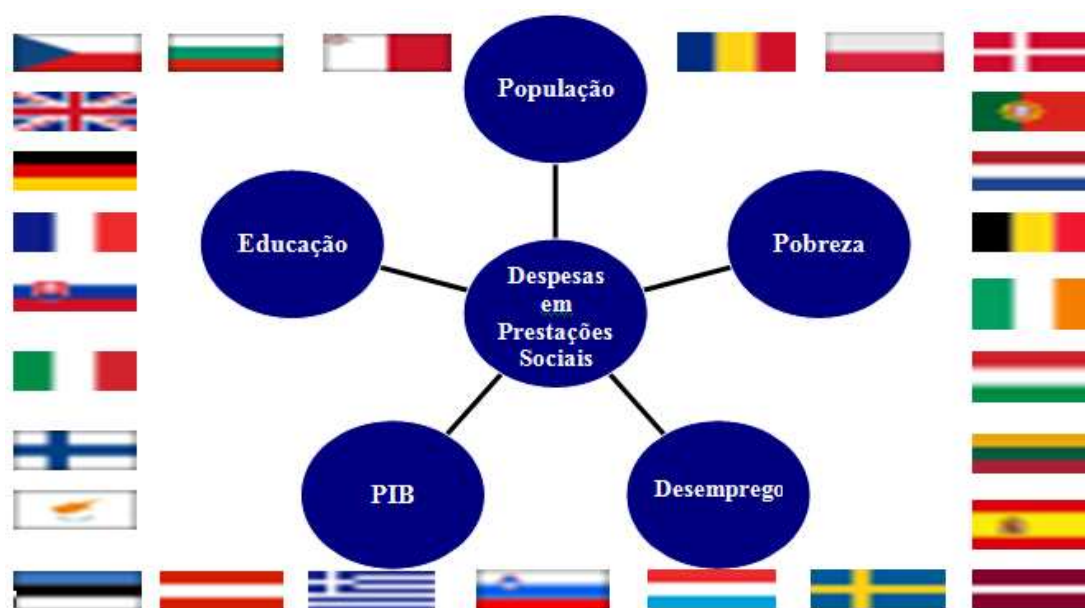 População
Educação
Pobreza
Despesas
em
Prestações
Sociais
PIB
Desemprego